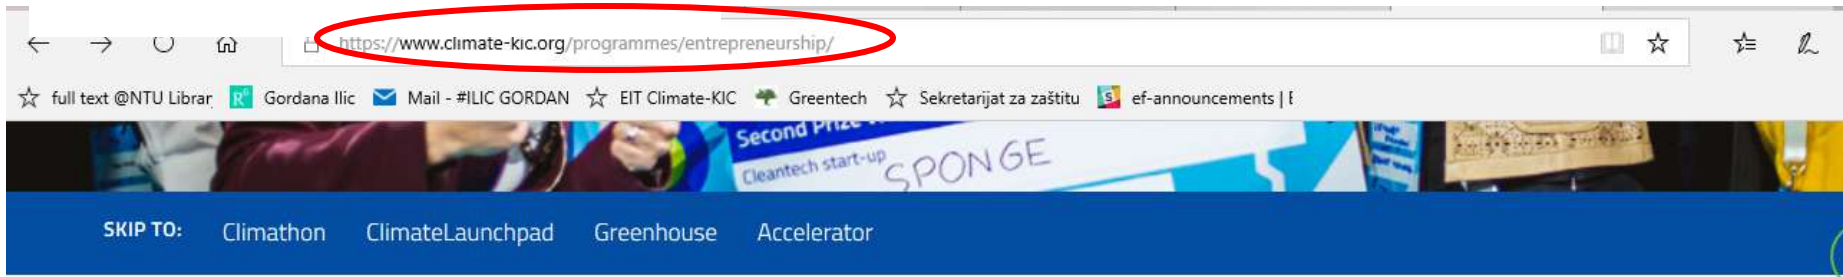 https://www.climate-kic.org/programmes/entrepreneurship/
full text @NTU Librar Gordana Ilic Mail - #ILIC GORDAN EIT Climate-KIC Greentech Sekretarijat za zaštitu ef-announcements |
Second Prize
Cleantech start-up
SPONGE
SKIP TO: Climathon ClimateLaunchpad Greenhouse Accelerator